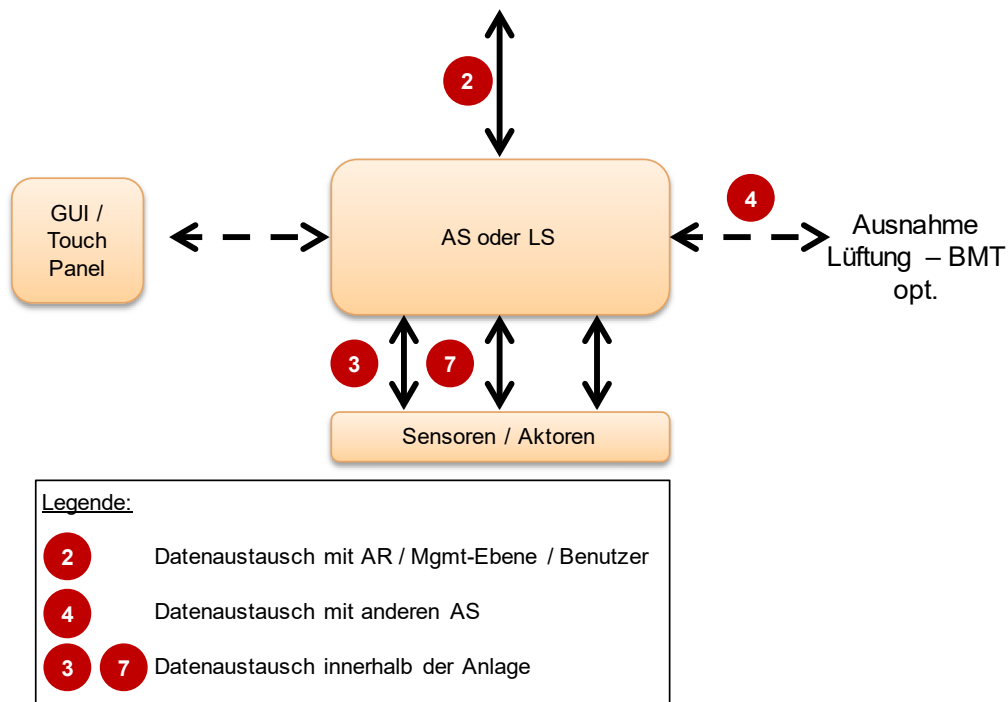 2
4
GUI /
Touch
Panel
AS oder LS
Ausnahme
Lüftung – BMT
opt.
3
7
Sensoren / Aktoren
Legende:
2 Datenaustausch mit AR / Mgmt-Ebene / Benutzer
4 Datenaustausch mit anderen AS
3 7 Datenaustausch innerhalb der Anlage